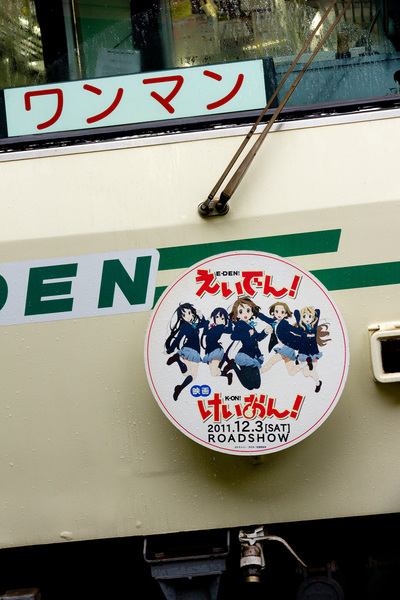 ワンマン
DEN
E-DEN!
えいでん!
映画
K-ON!
けいおん!
2011.12.3[SAT]
ROADSHOW